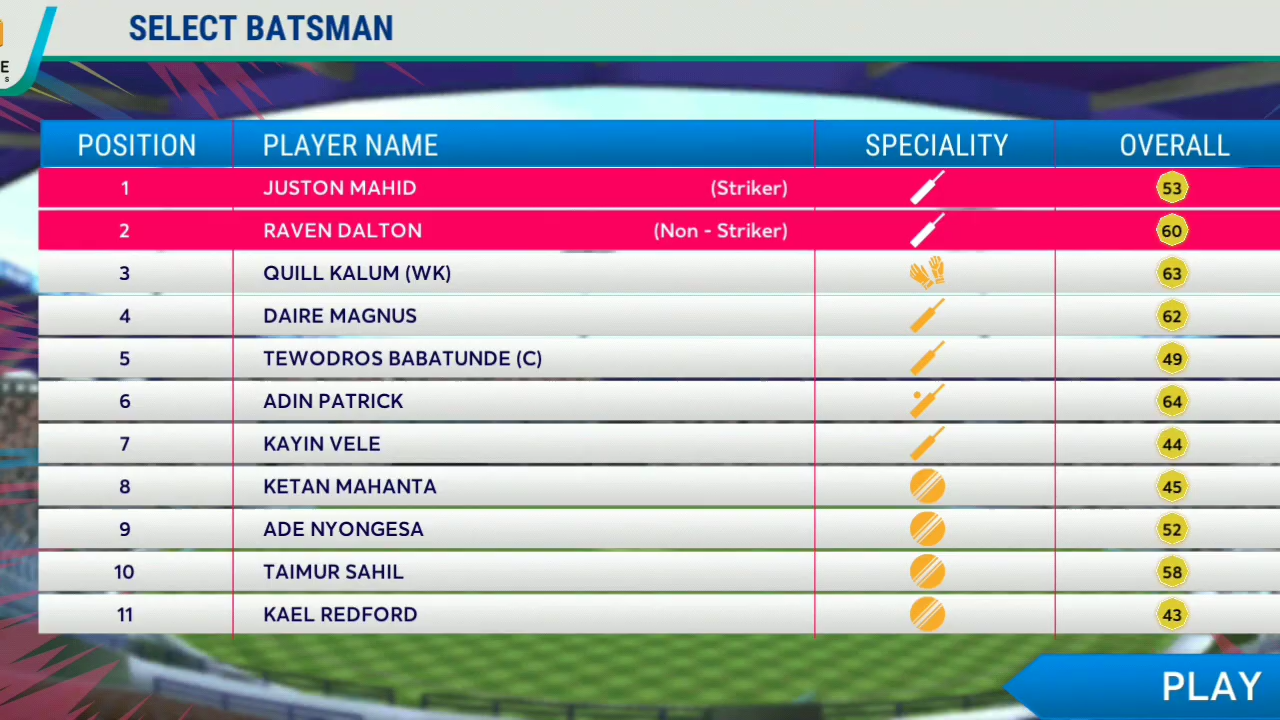 SELECT BATSMAN
E
S
POSITION PLAYER NAME SPECIALITY OVERALL
1 JUSTON MAHID (Striker) 53
2 RAVEN DALTON (Non - Striker) 60
3 QUILL KALUM (WK) 63
4 DAIRE MAGNUS 62
5 TEWODROS BABATUNDE (C) 49
6 ADIN PATRICK 64
7 KAYIN VELE 44
8 KETAN MAHANTA 45
9 ADE NYONGESA 52
10 TAIMUR SAHIL 58
11 KAEL REDFORD 43
PLAY